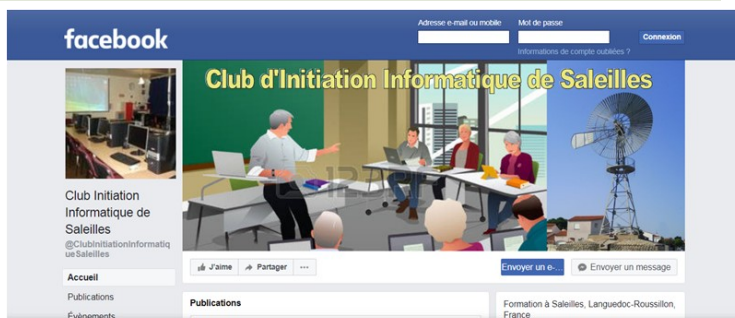 Adresse e-mail ou mobile
Mot de passe
facebook
Connexion
Informations de compte oubliées ?
Club d'Initiation Informatique de Saleilles
123RF
Club Initiation
Informatique de
Saleilles
@ClubInitiationInformatiq
ueSaleilles
J'aime
Partager
Envoyer un e-...
Envoyer un message
Accueil
Publications
Évènements
Publications
Formation à Saleilles, Languedoc-Roussillon,
France